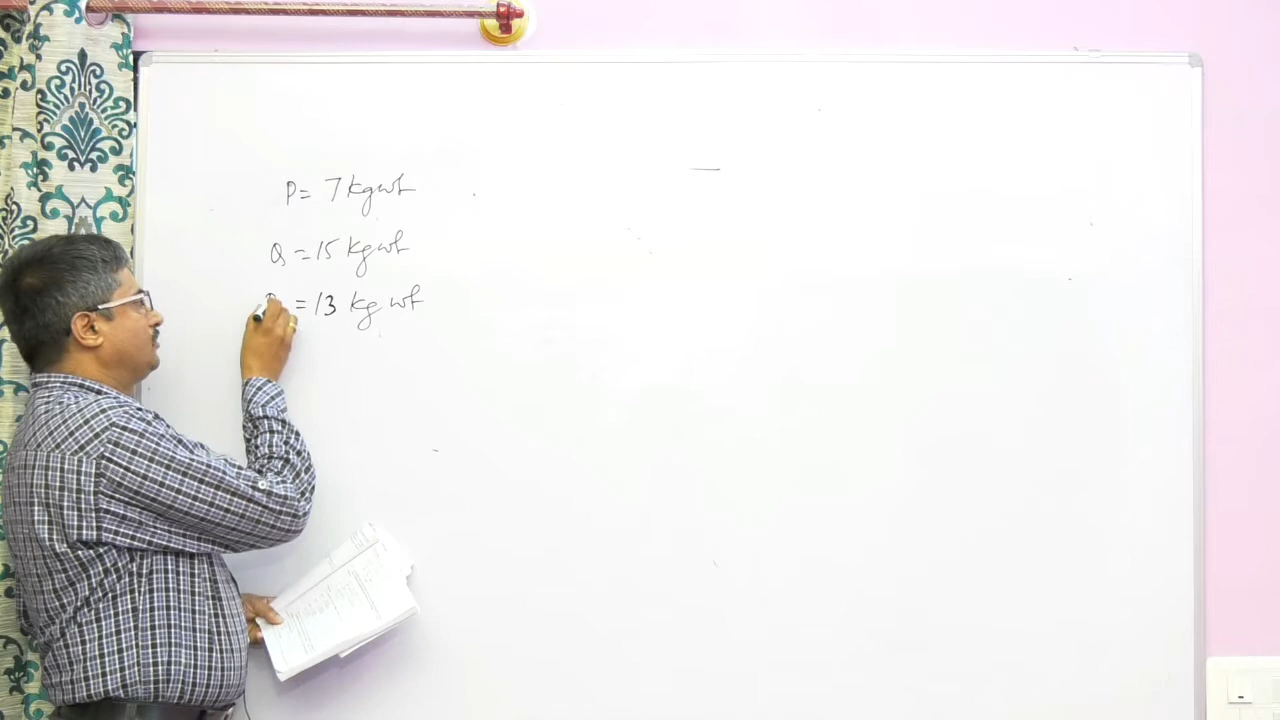 P = 7 kgwt
Q = 15 kgwt
= 13 kg wt